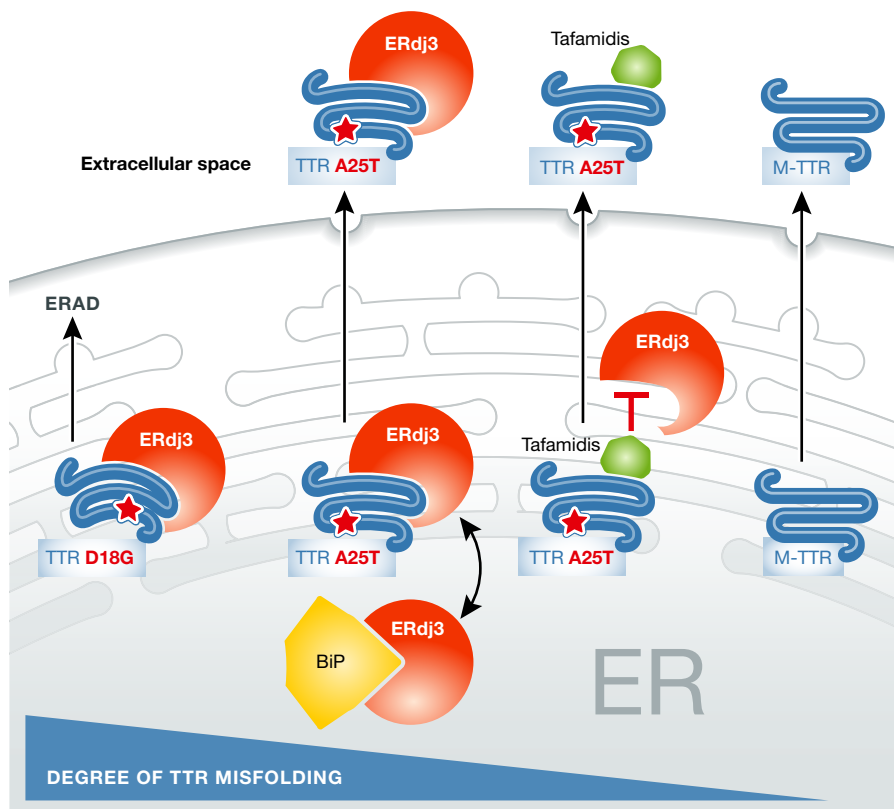 ERdj3
Tafamidis
Extracellular space
TTR A25T
TTR A25T
M-TTR
ERAD
ERdj3
ERdj3
ERdj3
Tafamidis
TTR D18G
TTR A25T
TTR A25T
M-TTR
ERdj3
BiP
ER
DEGREE OF TTR MISFOLDING